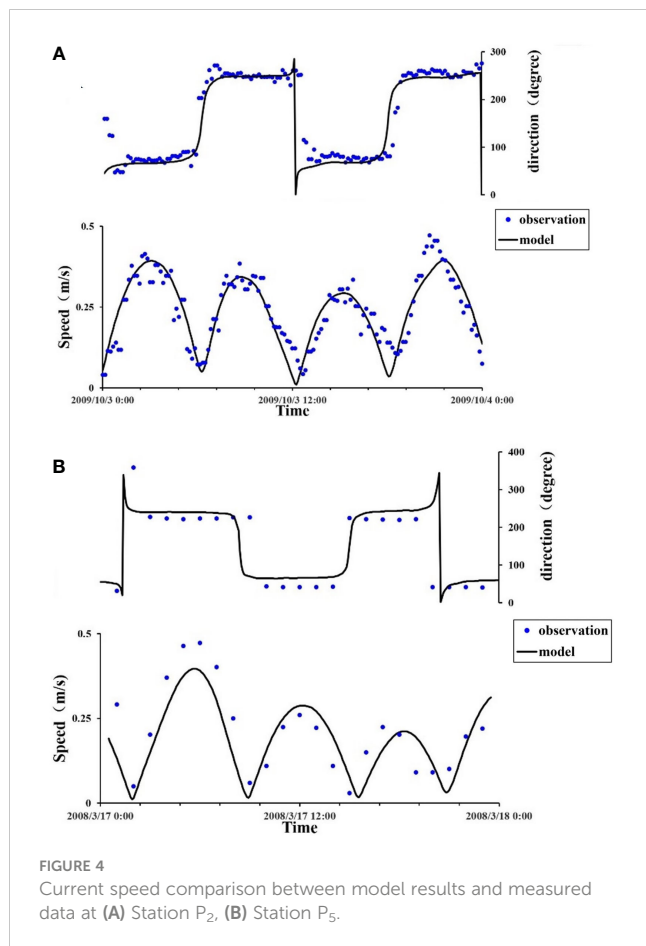 A
300
200
100
0
direction（degree）
observation
model
0.5
0.25
0
Speed（m/s）
2009/10/3 0:00 2009/10/3 12:00 2009/10/4 0:00
Time
B
400
300
200
100
0
direction（degree）
observation
model
0.5
0.25
0
Speed（m/s）
2008/3/17 0:00 2008/3/17 12:00 2008/3/18 0:00
Time
FIGURE 4
Current speed comparison between model results and measured
data at (A) Station P₂, (B) Station P₅.